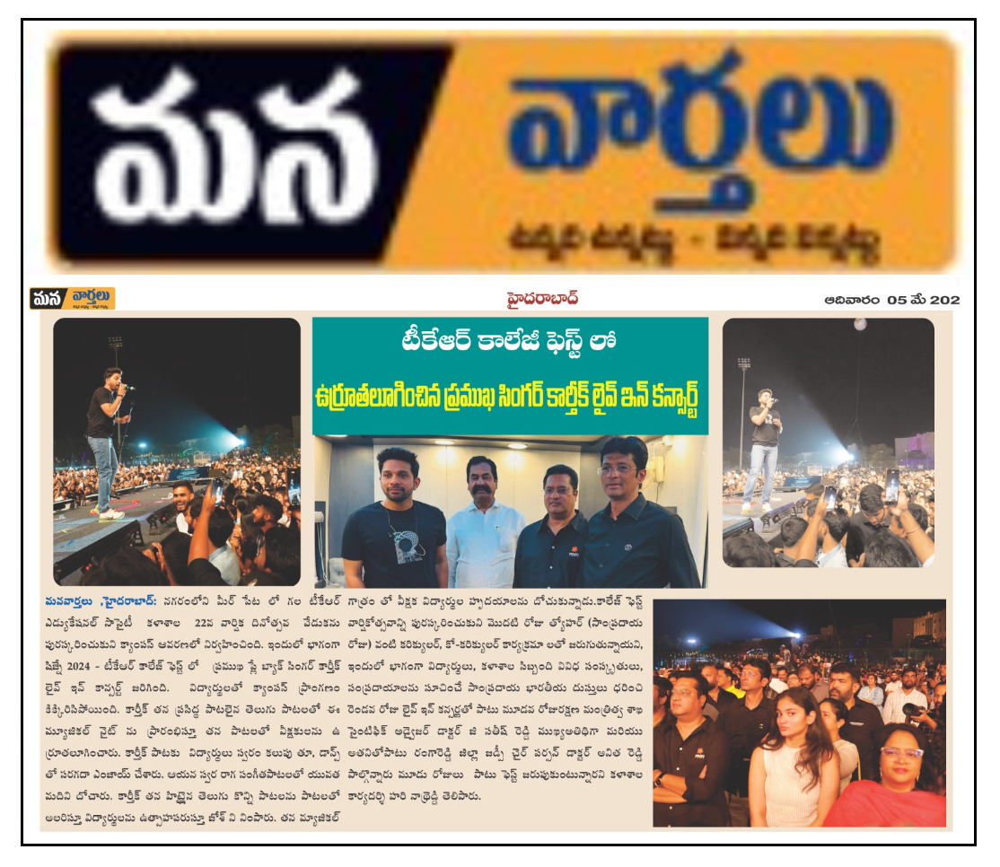 మన వార్తలు
ఉన్నది ఉన్నట్టు - విన్నది విన్నట్టు
మన వార్తలు
హైదరాబాద్
ఆదివారం 05 మే 202
టీకేఆర్ కాలేజీ ఫెస్ట్ లో
ఉర్రూతలూగించిన ప్రముఖ సింగర్ కార్తీక్ లైవ్ ఇన్ కన్సార్ట్
మనవార్తలు ,హైదరాబాద్: నగరంలోని మీర్ పేట లో గల టీకేఆర్
ఎడ్యుకేషనల్ సొసైటీ కళాశాల 22వ వార్షిక దినోత్సవ వేడుకను
పురస్కరించుకుని క్యాంపస్ ఆవరణలో నిర్వహించింది. ఇందులో భాగంగా
షిజ్నే 2024 - టీకేఆర్ కాలేజ్ ఫెస్ట్ లో ప్రముఖ ప్లే బ్యాక్ సింగర్ కార్తీక్
లైవ్ ఇన్ కాన్సర్ట్ జరిగింది. విద్యార్థులతో క్యాంపస్ ప్రాంగణం
కిక్కిరిసిపోయింది. కార్తీక్ తన ప్రసిద్ధ పాటలైన తెలుగు పాటలతో ఈ
మ్యూజికల్ నైట్ ను ప్రారంభిస్తూ తన పాటలతో వీక్షకులను ఉ
ర్రూతలూగించారు. కార్తీక్ పాటకు విద్యార్థులు స్వరం కలుపు తూ, డాన్స్
తో సరగదా ఎంజాయ్ చేశారు. ఆయన స్వర రాగ సంగీతపాటలతో యువత
మదిని దోచారు. కార్తీక్ తన హిట్టైన తెలుగు కొన్ని పాటలను పాటలతో
అలరిస్తూ విద్యార్థులను ఉత్సాహపరుస్తూ జోశ్ ని నింపారు. తన మ్యూజికల్
గాత్రం తో వీక్షక విద్యార్థుల హృదయాలను దోచుకున్నాడు.కాలేజ్ ఫెస్ట్
వార్షికోత్సవాన్ని పురస్కరించుకుని మొదటి రోజు త్యోహర్ (సాంప్రదాయ
రోజు) వంటి కరిక్యులర్, కో-కరిక్యులర్ కార్యక్రమా లతో జరుగుతున్నాయని,
ఇందులో భాగంగా విద్యార్థులు, కళాశాల సిబ్బంది వివిధ సంస్కృతులు,
సంప్రదాయాలను సూచించే సాంప్రదాయ భారతీయ దుస్తులు ధరించి
రెండవ రోజు లైవ్ ఇన్ కన్సర్ట్‌తో పాటు మూడవ రోజురక్షణ మంత్రిత్వ శాఖ
సైంటిఫిక్ అడ్వైజర్ డాక్టర్ జి సతీష్ రెడ్డి ముఖ్యఅతిథిగా మరియు
అతనితోపాటు రంగారెడ్డి జిల్లా జడ్పీ చైర్ పర్సన్ డాక్టర్ అనిత రెడ్డి
పాల్గొన్నారు మూడు రోజులు పాటు ఫెస్ట్ జరుపుకుంటున్నారని కళాశాల
కార్యదర్శి హరి నాథ్రెడ్డి తెలిపారు.